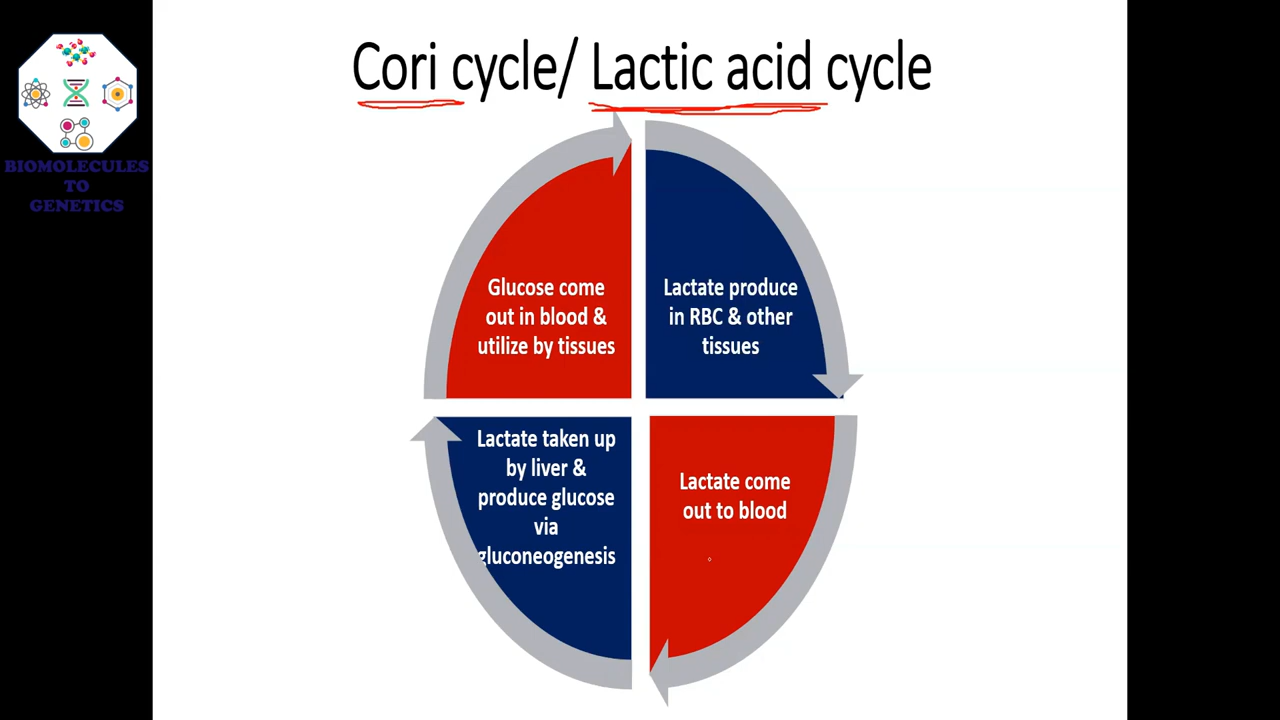 Cori cycle/ Lactic acid cycle
BIOMOLECULES
TO
GENETICS
Glucose come
out in blood &
utilize by tissues
Lactate produce
in RBC & other
tissues
Lactate taken up
by liver &
produce glucose
via
gluconeogenesis
Lactate come
out to blood